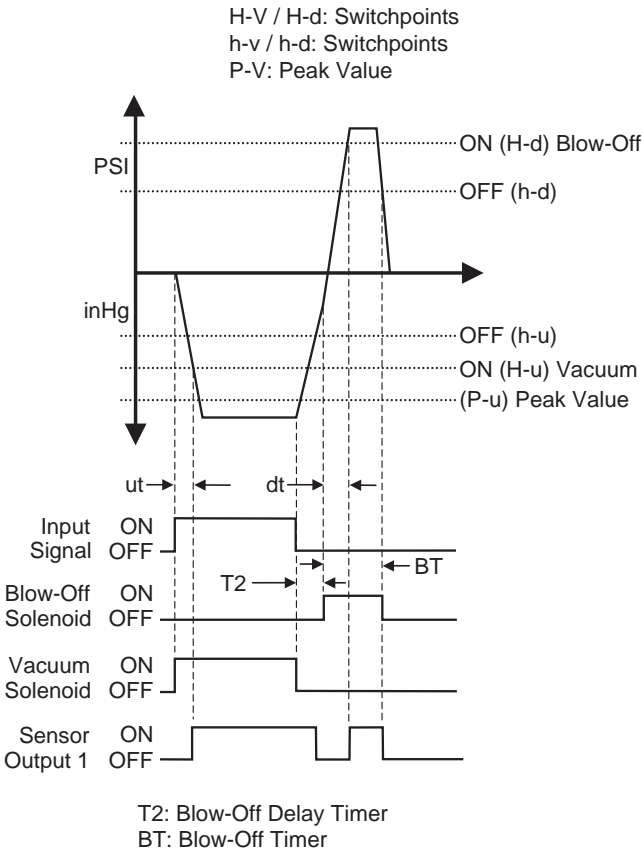 H-V / H-d: Switchpoints
h-v / h-d: Switchpoints
P-V: Peak Value
PSI
ON (H-d) Blow-Off
OFF (h-d)
inHg
OFF (h-u)
ON (H-u) Vacuum
(P-u) Peak Value
ut
dt
Input ON
Signal OFF
BT
T2
Blow-Off ON
Solenoid OFF
Vacuum ON
Solenoid OFF
Sensor ON
Output 1 OFF
T2: Blow-Off Delay Timer
BT: Blow-Off Timer